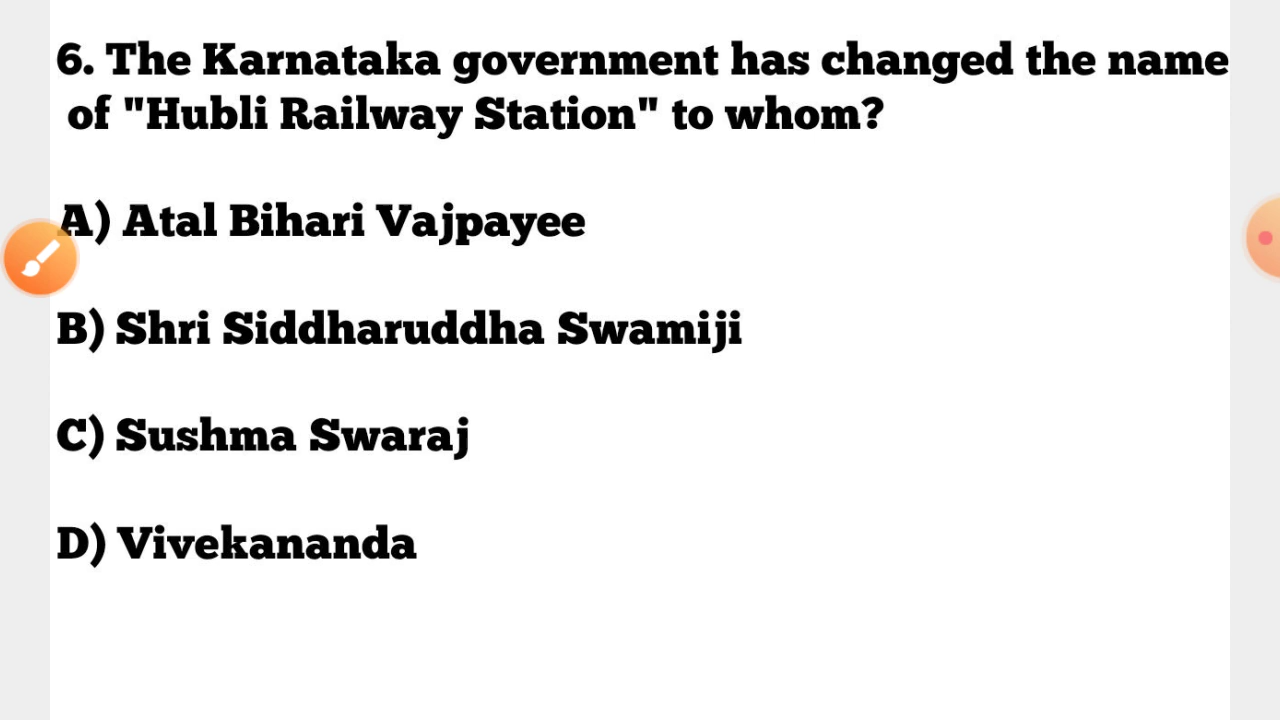 6. The Karnataka government has changed the name
of "Hubli Railway Station" to whom?
A) Atal Bihari Vajpayee
B) Shri Siddharuddha Swamiji
C) Sushma Swaraj
D) Vivekananda